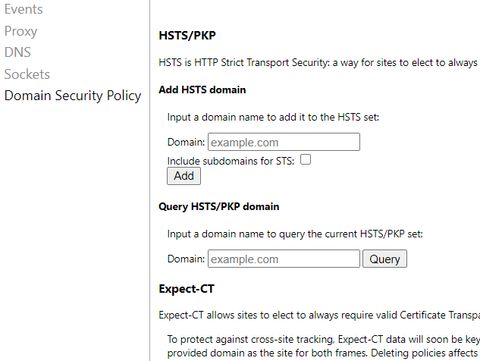 Events
Proxy
DNS
Sockets
Domain Security Policy
HSTS/PKP
HSTS is HTTP Strict Transport Security: a way for sites to elect to always
Add HSTS domain
Input a domain name to add it to the HSTS set:
Domain: example.com
Include subdomains for STS:
Add
Query HSTS/PKP domain
Input a domain name to query the current HSTS/PKP set:
Domain: example.com Query
Expect-CT
Expect-CT allows sites to elect to always require valid Certificate Transpa
To protect against cross-site tracking, Expect-CT data will soon be key
provided domain as the site for both frames. Deleting policies affects